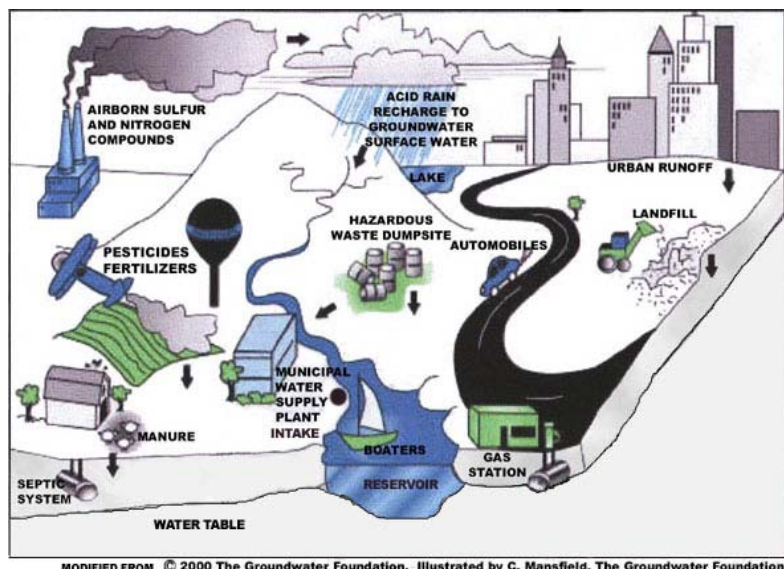 AIRBORN SULFUR
AND NITROGEN
COMPOUNDS
ACID RAIN
RECHARGE TO
GROUNDWATER
SURFACE WATER
LAKE
URBAN RUNOFF
PESTICIDES
FERTILIZERS
HAZARDOUS
WASTE DUMPSITE
AUTOMOBILES
LANDFILL
MUNICIPAL
WATER
SUPPLY
PLANT
INTAKE
MANURE
BOATERS
GAS
STATION
SEPTIC
SYSTEM
RESERVOIR
WATER TABLE
MODIFIED FROM © 2000 The Groundwater Foundation. Illustrated by C. Mansfield, The Groundwater Foundation